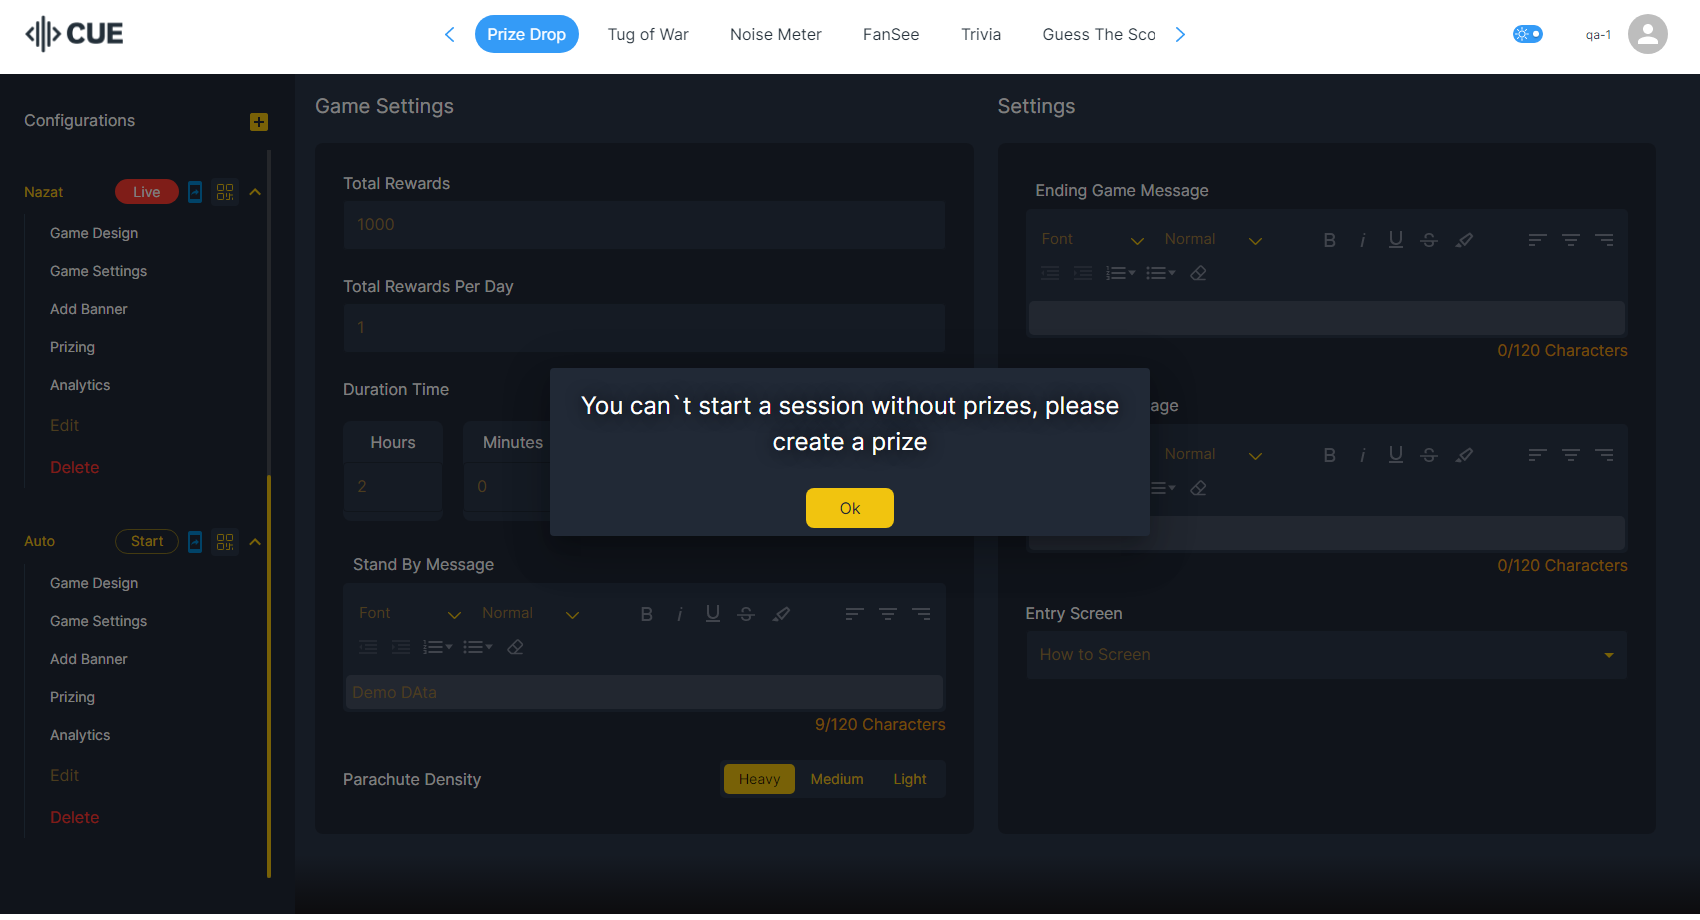 CUE
Prize Drop
Tug of War
Noise Meter
FanSee
Trivia
Guess The Sco
qa-1
Configurations
Nazat
Live
Game Design
Game Settings
Add Banner
Prizing
Analytics
Edit
Delete
Auto
Start
Game Design
Game Settings
Add Banner
Prizing
Analytics
Edit
Delete
Game Settings
Total Rewards
1000
Total Rewards Per Day
1
Duration Time
Hours
Minutes
2
0
Stand By Message
Font
Normal
B i U S
Demo DAta
9/120 Characters
Parachute Density
Heavy
Medium
Light
You can`t start a session without prizes, please
create a prize
Ok
Settings
Ending Game Message
Font
Normal
B i U S
0/120 Characters
age
Normal
B i U S
0/120 Characters
Entry Screen
How to Screen